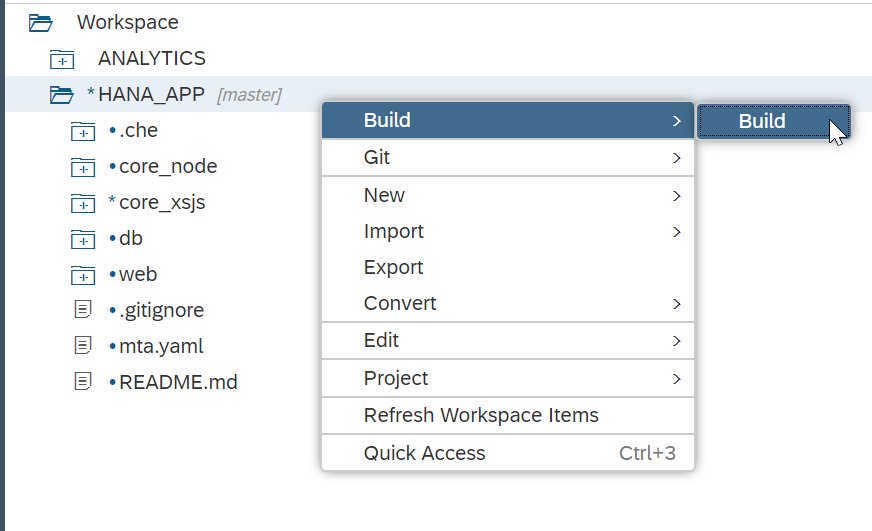 Workspace
ANALYTICS
*HANA_APP [master]
•.che
•core_node
*core_xsjs
•db
•web
•.gitignore
•mta.yaml
•README.md
Build >
Git >
New >
Import >
Export
Convert >
Edit >
Project >
Refresh Workspace Items
Quick Access Ctrl+3
Build